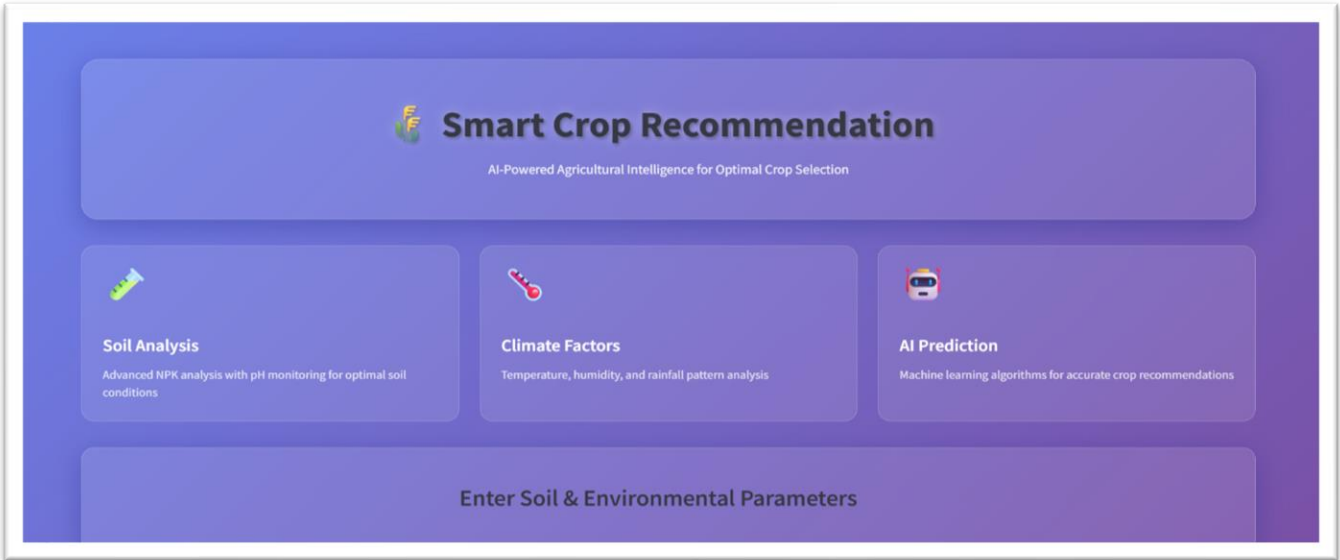 Smart Crop Recommendation
AI-Powered Agricultural Intelligence for Optimal Crop Selection
Soil Analysis
Advanced NPK analysis with pH monitoring for optimal soil
conditions
Climate Factors
Temperature, humidity, and rainfall pattern analysis
AI Prediction
Machine learning algorithms for accurate crop recommendations
Enter Soil & Environmental Parameters